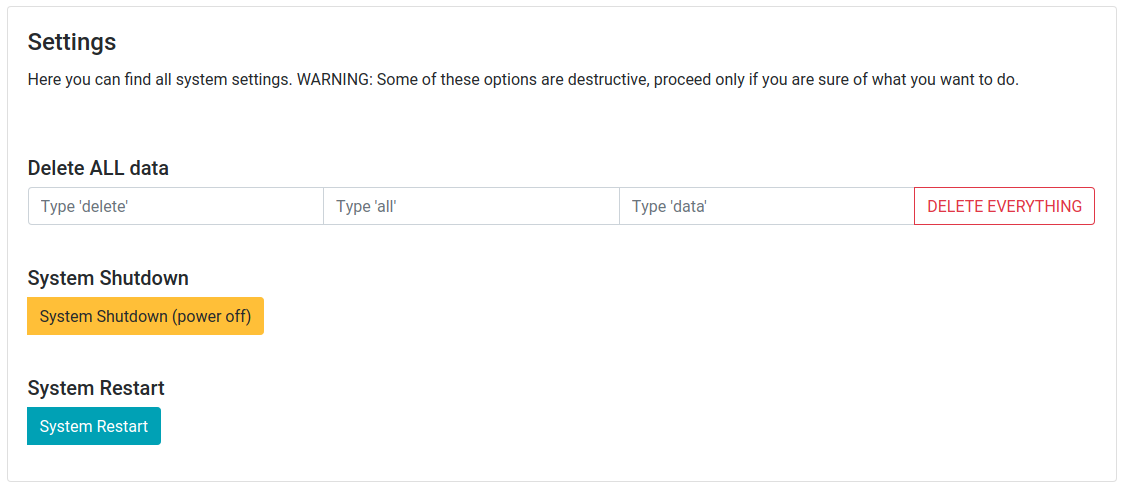 Settings
Here you can find all system settings. WARNING: Some of these options are destructive, proceed only if you are sure of what you want to do.
Delete ALL data
Type 'delete' Type 'all' Type 'data' DELETE EVERYTHING
System Shutdown
System Shutdown (power off)
System Restart
System Restart